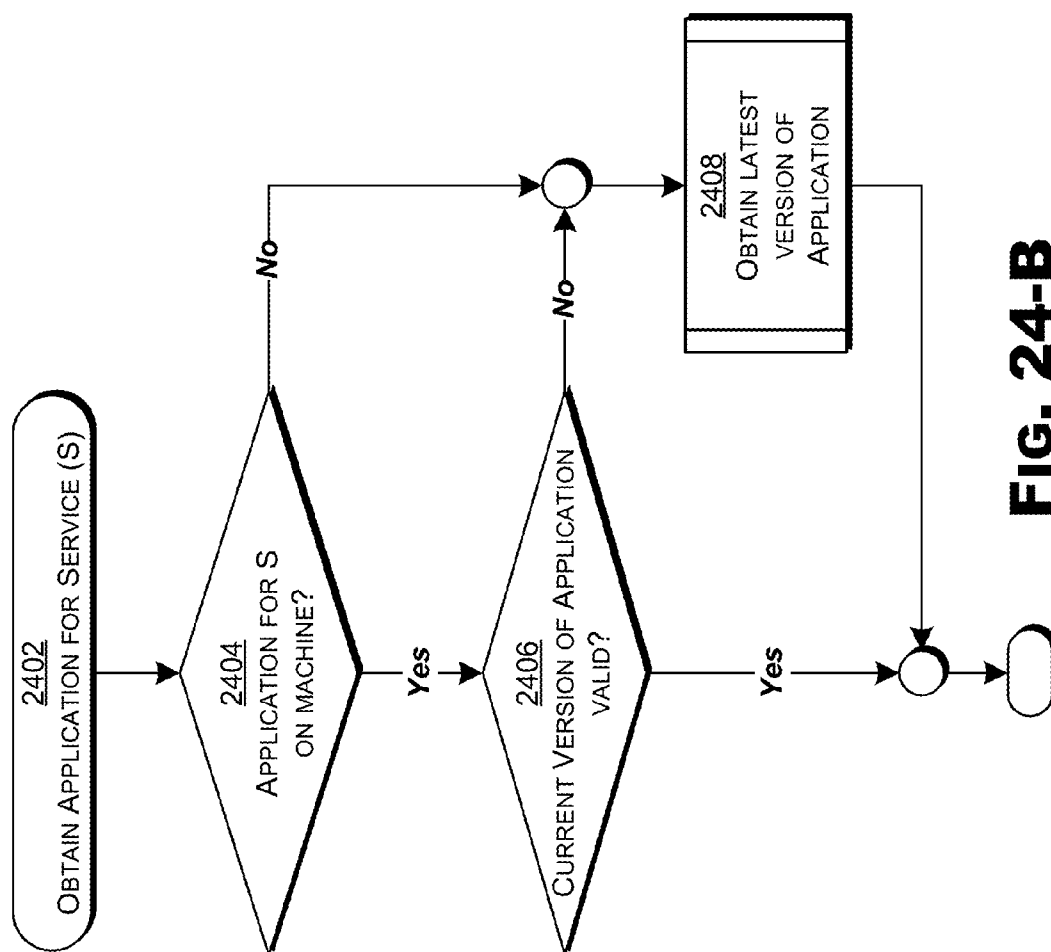 2402
OBTAIN APPLICATION FOR SERVICE (S)
2404
APPLICATION FOR S
ON MACHINE?
No
Yes
2406
CURRENT VERSION OF APPLICATION
VALID?
No
Yes
2408
OBTAIN LATEST
VERSION OF
APPLICATION
FIG. 24-B